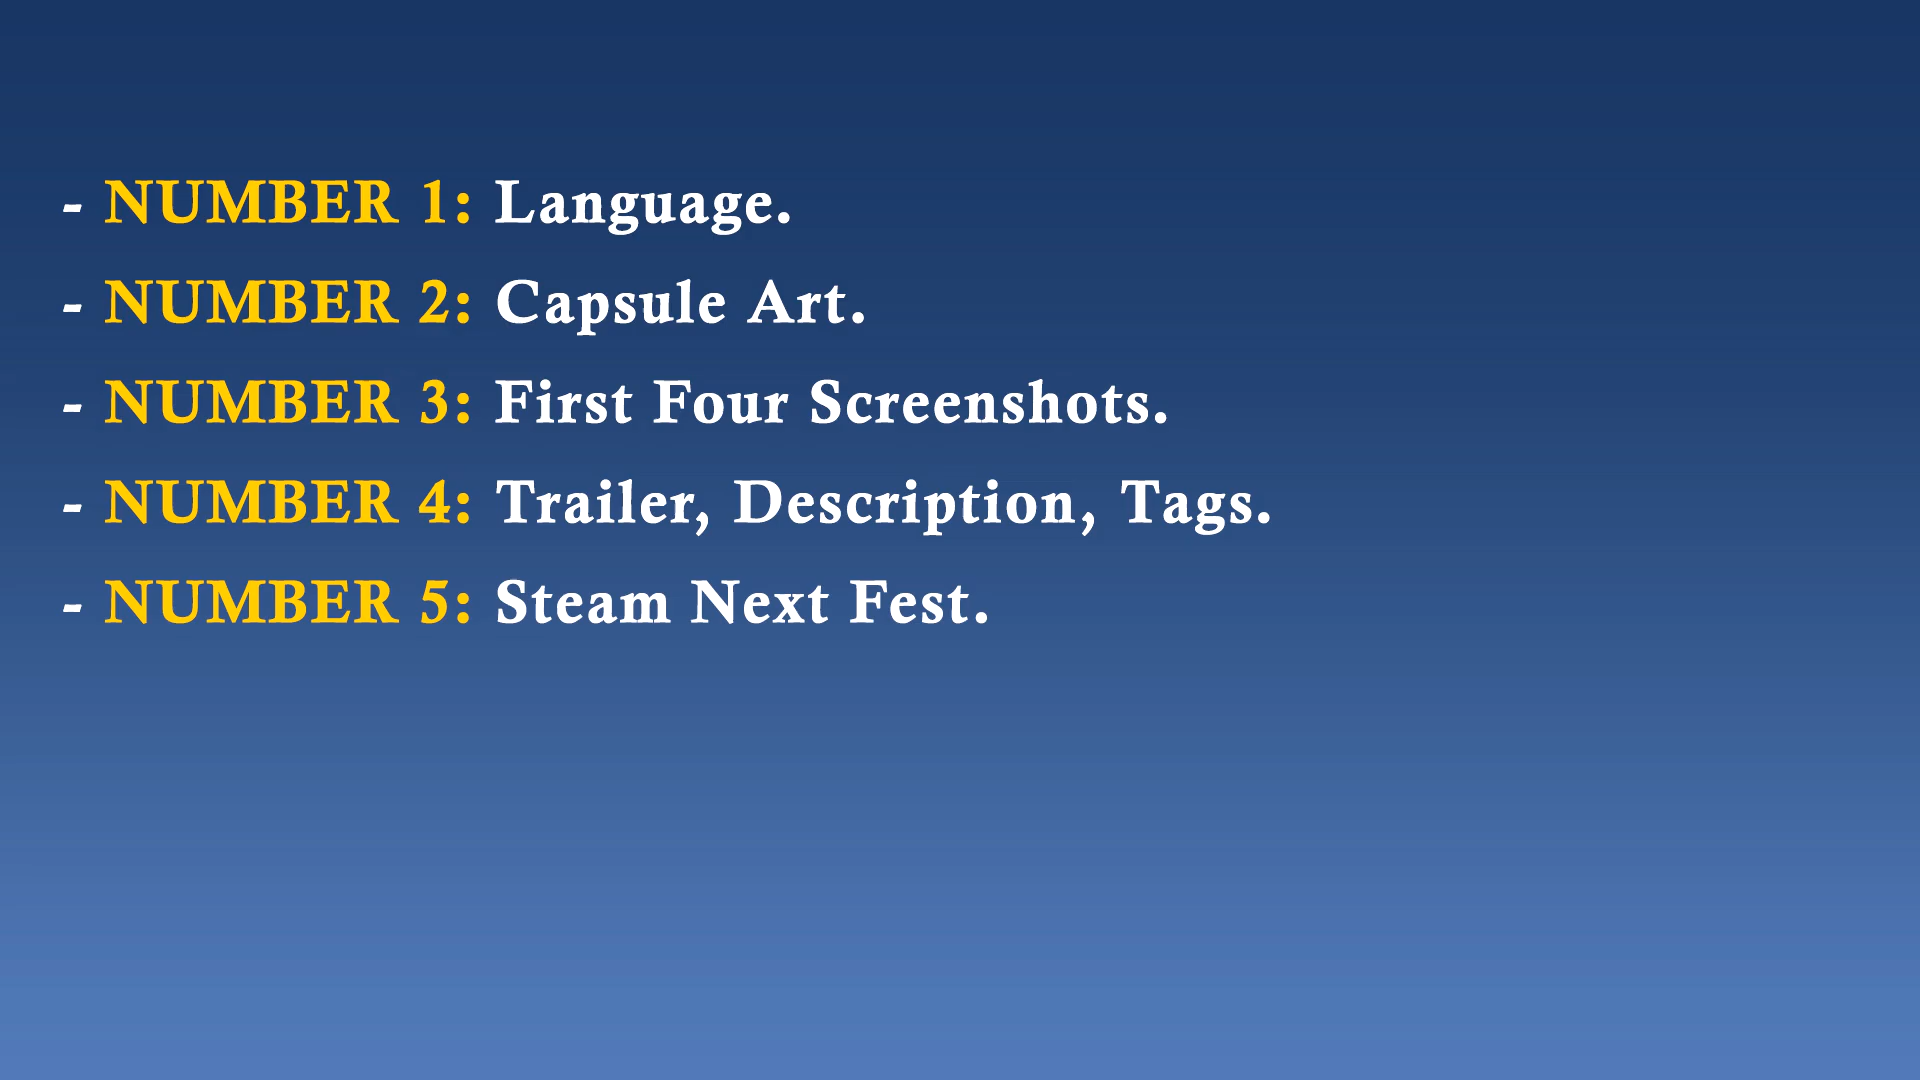 - NUMBER 1: Language.
- NUMBER 2: Capsule Art.
- NUMBER 3: First Four Screenshots.
- NUMBER 4: Trailer, Description, Tags.
- NUMBER 5: Steam Next Fest.